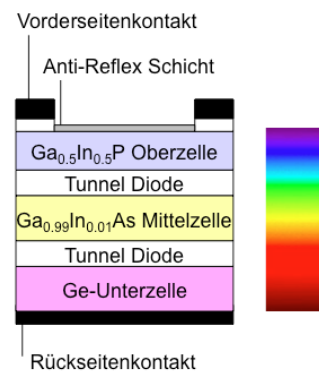 Vorderseitenkontakt
Anti-Reflex Schicht
Ga0.5In0.5P Oberzelle
Tunnel Diode
Ga0.99In0.01As Mittelzelle
Tunnel Diode
Ge-Unterzelle
Rückseitenkontakt